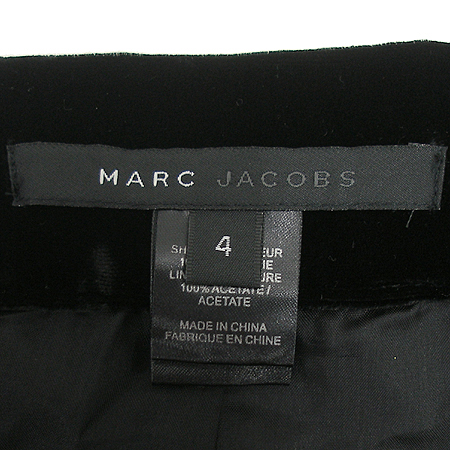 MARC JACOBS
4
100% ACETATE /
ACETATE
MADE IN CHINA
FABRIQUE EN CHINE